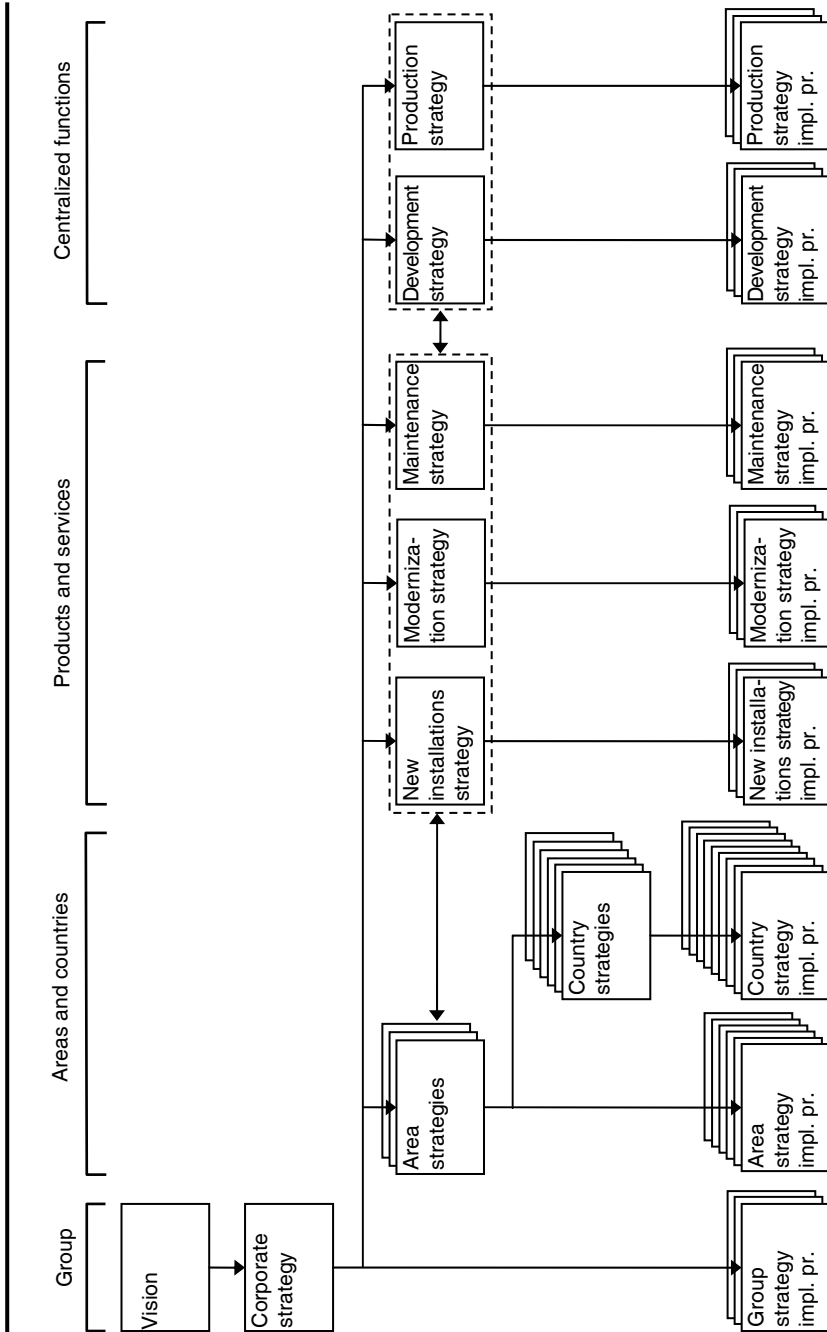 Group
Areas and countries
Products and services
Centralized functions
Vision
Corporate
strategy
Area
strategies
New
installations
strategy
Moderniza-
tion strategy
Maintenance
strategy
Development
strategy
Production
strategy
Country
strategies
Group
strategy
impl. pr.
Area
strategy
impl. pr.
Country
strategy
impl. pr.
New installa-
tions strategy
impl. pr.
Moderniza-
tion strategy
impl. pr.
Maintenance
strategy
impl. pr.
Development
strategy
impl. pr.
Production
strategy
impl. pr.